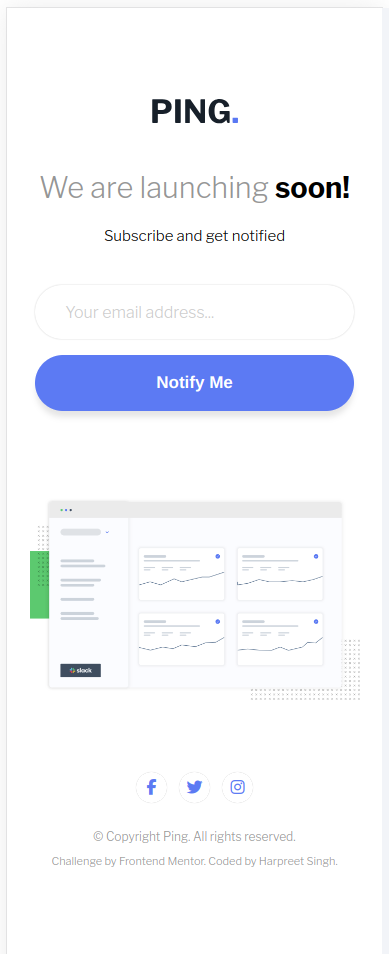 PING.
We are launching soon!
Subscribe and get notified
Your email address...
Notify Me
slack
© Copyright Ping. All rights reserved.
Challenge by Frontend Mentor. Coded by Harpreet Singh.